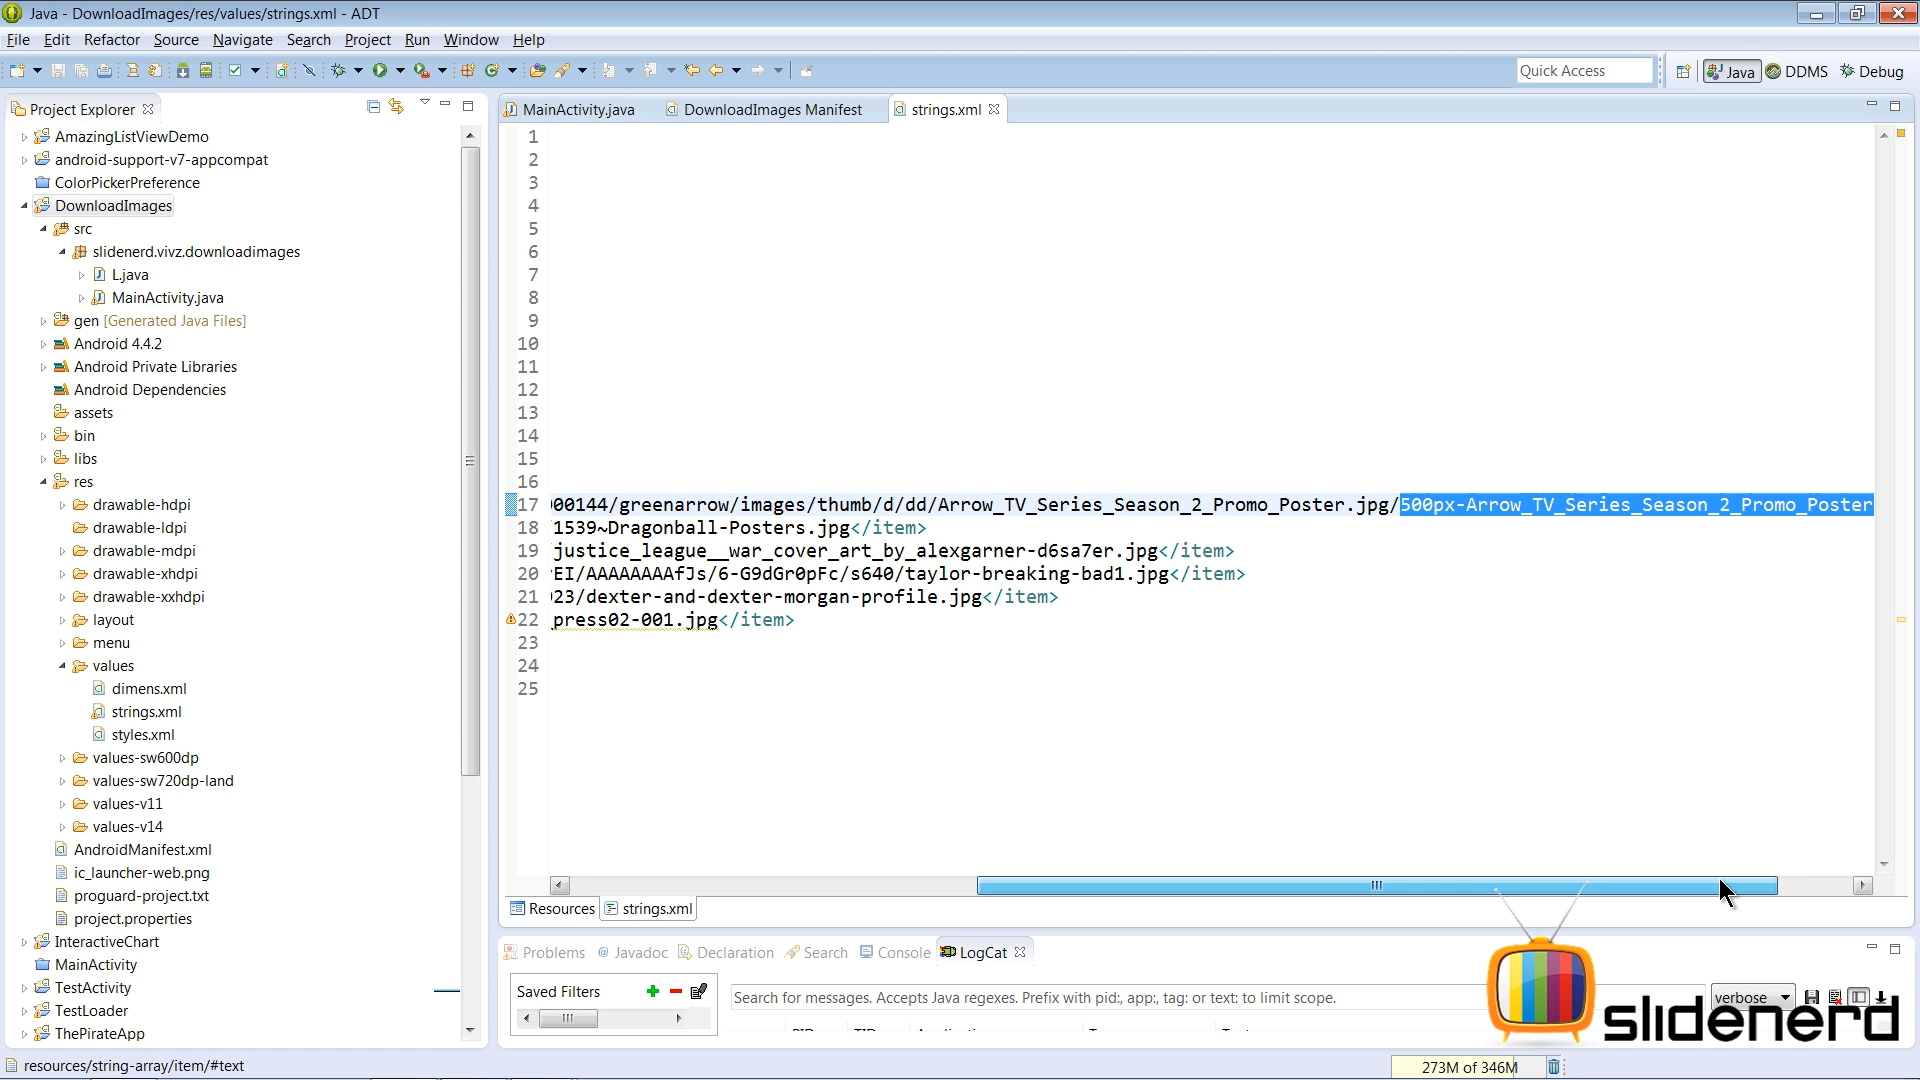 Java - DownloadImages/res/values/strings.xml - ADT
File Edit Refactor Source Navigate Search Project Run Window Help
Quick Access
Java DDMS Debug
Project Explorer
MainActivity.java DownloadImages Manifest strings.xml
AmazingListViewDemo
android-support-v7-appcompat
ColorPickerPreference
DownloadImages
src
slidenerd.vivz.downloadimages
L.java
MainActivity.java
gen [Generated Java Files]
Android 4.4.2
Android Private Libraries
Android Dependencies
assets
bin
libs
res
drawable-hdpi
drawable-ldpi
drawable-mdpi
drawable-xhdpi
drawable-xxhdpi
layout
menu
values
dimens.xml
strings.xml
styles.xml
values-sw600dp
values-sw720dp-land
values-v11
values-v14
AndroidManifest.xml
ic_launcher-web.png
proguard-project.txt
project.properties
InteractiveChart
MainActivity
TestActivity
TestLoader
ThePirateApp
1
2
3
4
5
6
7
8
9
10
11
12
13
14
15
16
17 00144/greenarrow/images/thumb/d/dd/Arrow_TV_Series_Season_2_Promo_Poster.jpg/500px-Arrow_TV_Series_Season_2_Promo_Poster
18 1539~Dragonball-Posters.jpg</item>
19 justice_league__war_cover_art_by_alexgarner-d6sa7er.jpg</item>
20 EI/AAAAAAAAfJs/6-G9dGr0pFc/s640/taylor-breaking-bad1.jpg</item>
21 23/dexter-and-dexter-morgan-profile.jpg</item>
22 press02-001.jpg</item>
23
24
25
Resources strings.xml
Problems @ Javadoc Declaration Search Console LogCat
Saved Filters
Search for messages. Accepts Java regexes. Prefix with pid:, app:, tag: or text: to limit scope.
verbose
slidenerd
resources/string-array/item/#text
273M of 346M